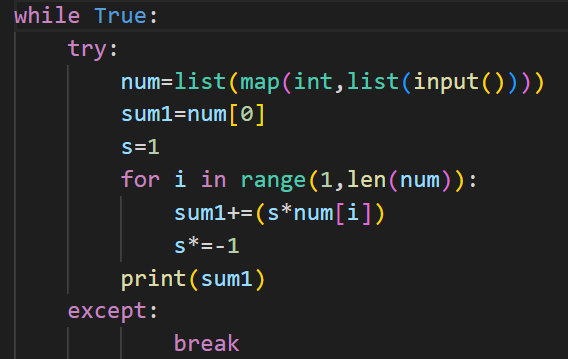 while True:
    try:
        num=list(map(int,list(input())))
        sum1=num[0]
        s=1
        for i in range(1,len(num)):
            sum1+=(s*num[i])
            s*=-1
        print(sum1)
    except:
            break